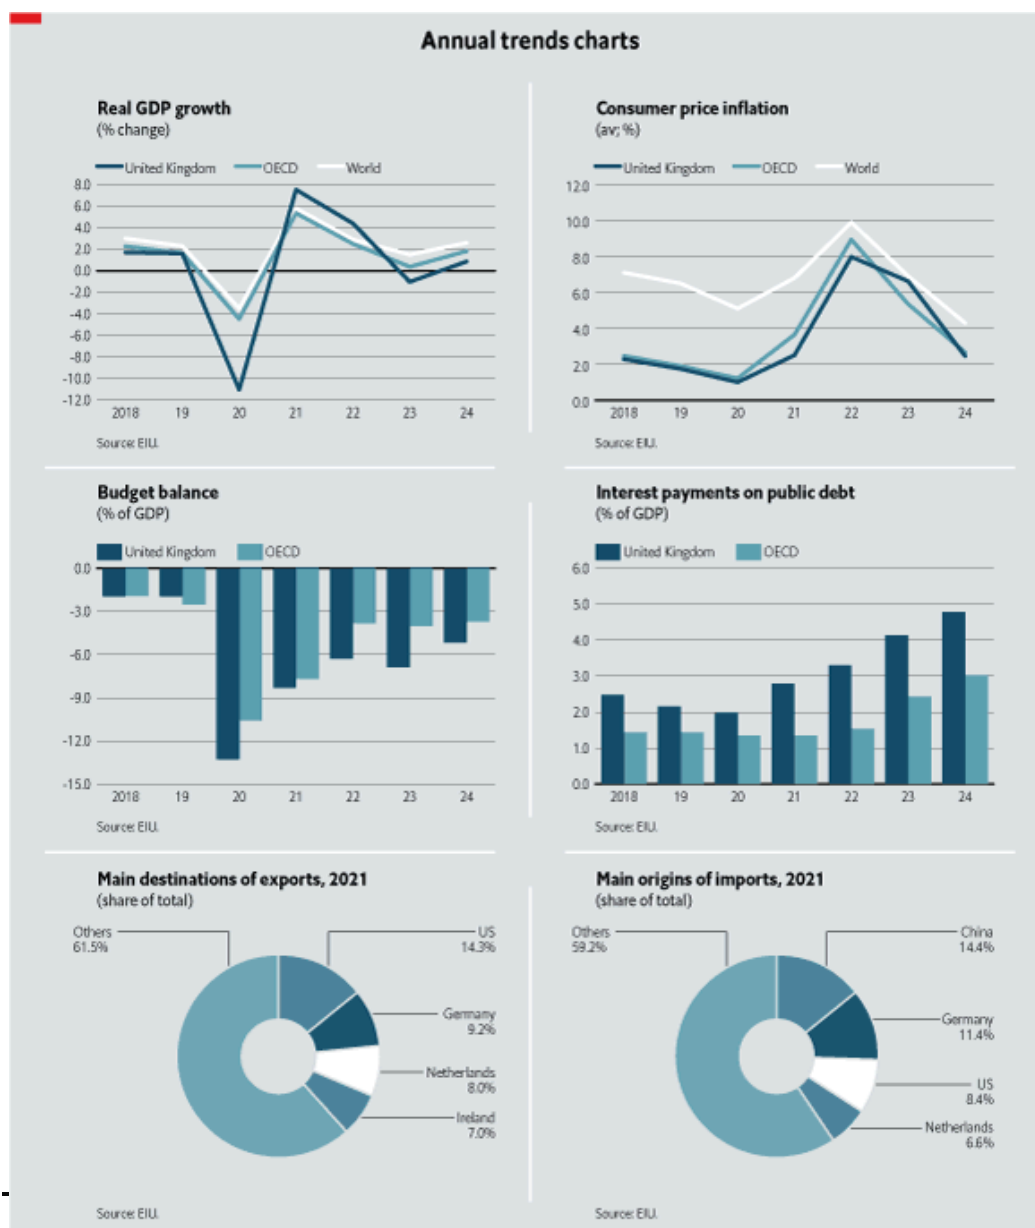 Annual trends charts
Real GDP growth
(% change)
United Kingdom OECD World
8.0
6.0
4.0
2.0
0.0
-2.0
-4.0
-6.0
-8.0
-10.0
-12.0
2018 19 20 21 22 23 24
Source: EIU.
Consumer price inflation
(av; %)
United Kingdom OECD World
12.0
10.0
8.0
6.0
4.0
2.0
0.0
2018 19 20 21 22 23 24
Source: EIU.
Budget balance
(% of GDP)
United Kingdom OECD
0.0
-3.0
-6.0
-9.0
-12.0
-15.0
2018 19 20 21 22 23 24
Source: EIU.
Interest payments on public debt
(% of GDP)
United Kingdom OECD
6.0
5.0
4.0
3.0
2.0
1.0
0.0
2018 19 20 21 22 23 24
Source: EIU.
Main destinations of exports, 2021
(share of total)
Others
61.5%
US
14.3%
Germany
9.2%
Netherlands
8.0%
Ireland
7.0%
Source: EIU.
Main origins of imports, 2021
(share of total)
Others
59.2%
China
14.4%
Germany
11.4%
US
8.4%
Netherlands
6.6%
Source: EIU.